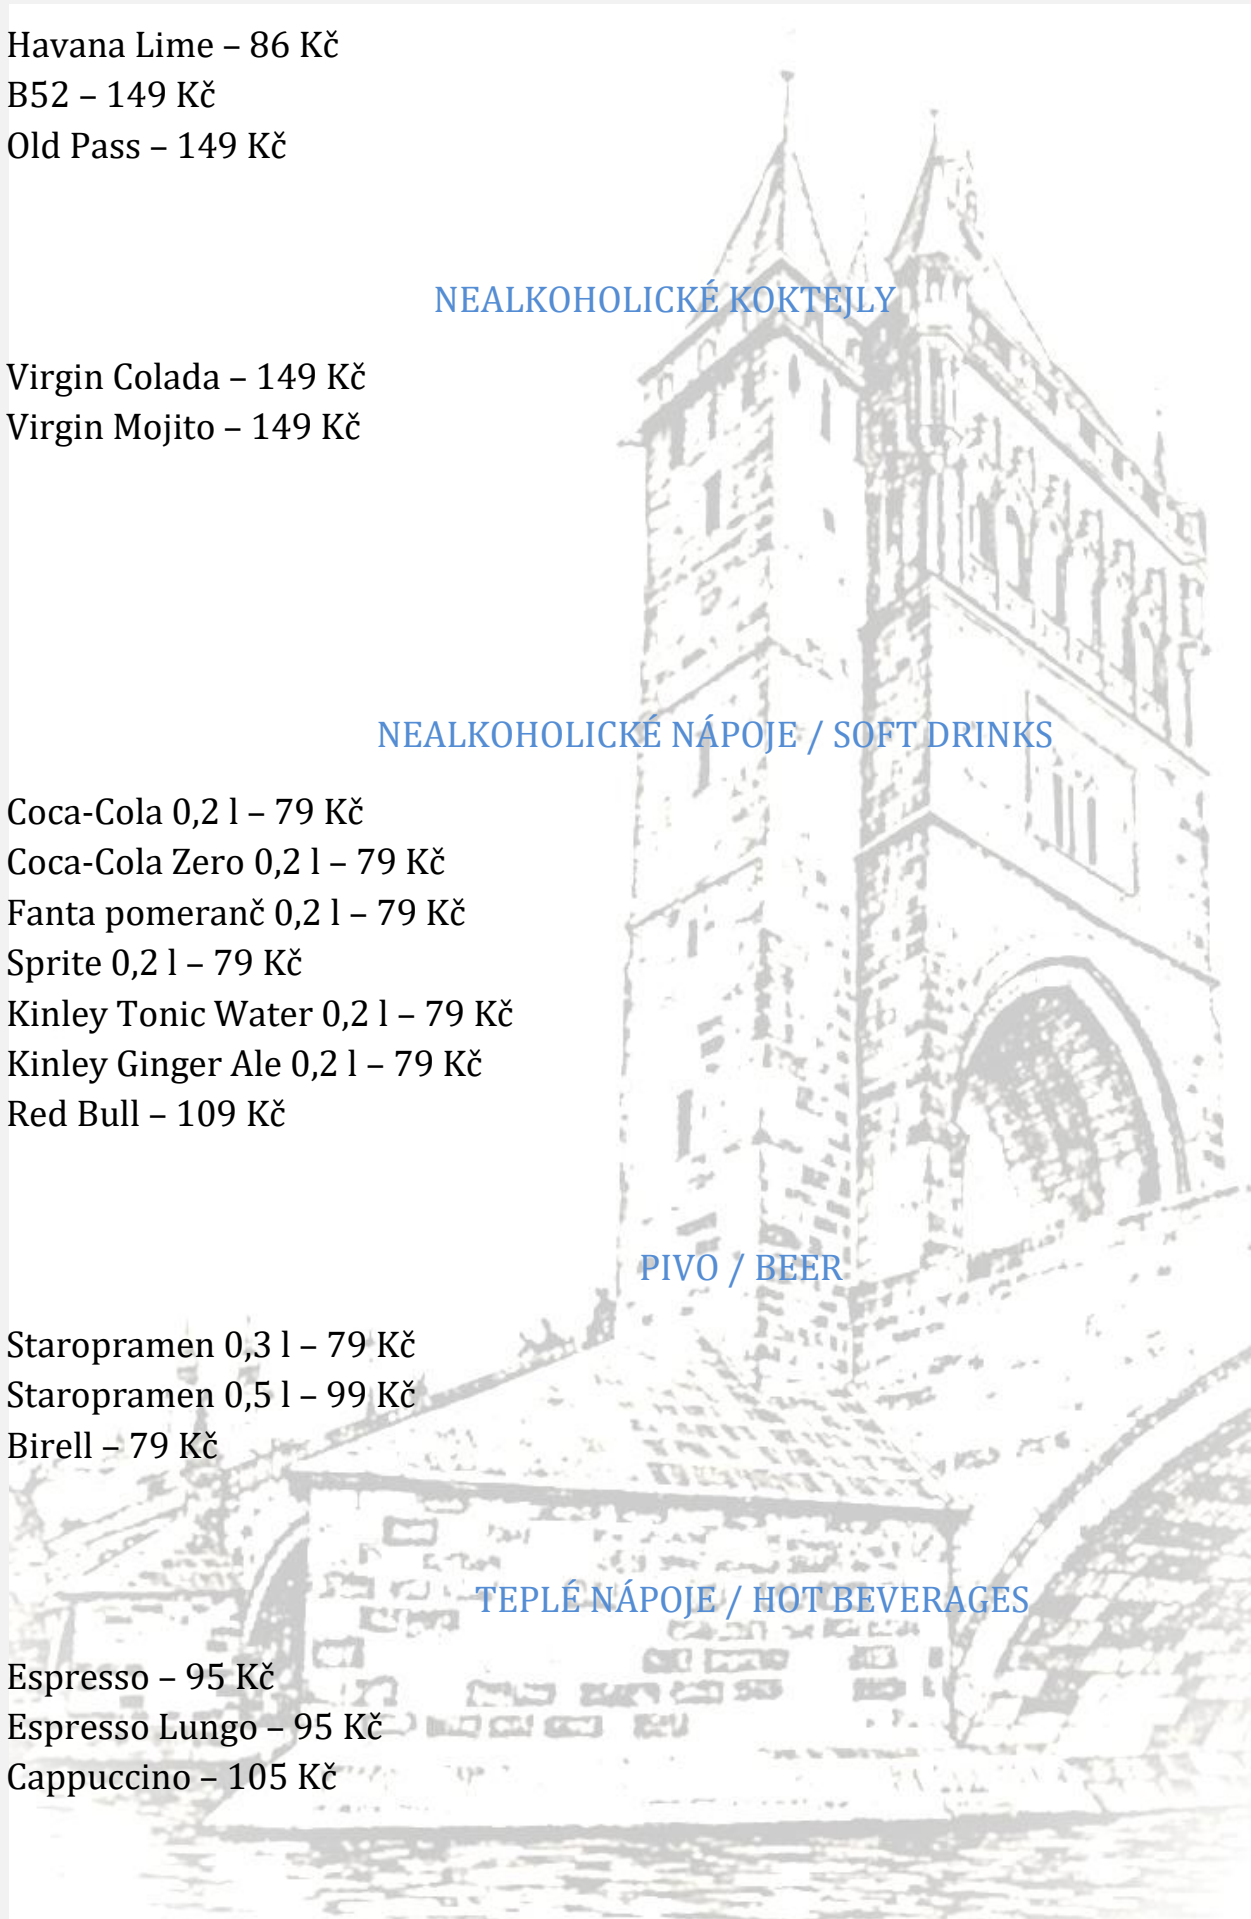 Havana Lime – 86 Kč
B52 – 149 Kč
Old Pass – 149 Kč
NEALKOHOLICKÉ KOKTEJLY
Virgin Colada – 149 Kč
Virgin Mojito – 149 Kč
NEALKOHOLICKÉ NÁPOJE / SOFT DRINKS
Coca-Cola 0,2 l – 79 Kč
Coca-Cola Zero 0,2 l – 79 Kč
Fanta pomeranč 0,2 l – 79 Kč
Sprite 0,2 l – 79 Kč
Kinley Tonic Water 0,2 l – 79 Kč
Kinley Ginger Ale 0,2 l – 79 Kč
Red Bull – 109 Kč
PIVO / BEER
Staropramen 0,3 l – 79 Kč
Staropramen 0,5 l – 99 Kč
Birell – 79 Kč
TEPLÉ NÁPOJE / HOT BEVERAGES
Espresso – 95 Kč
Espresso Lungo – 95 Kč
Cappuccino – 105 Kč